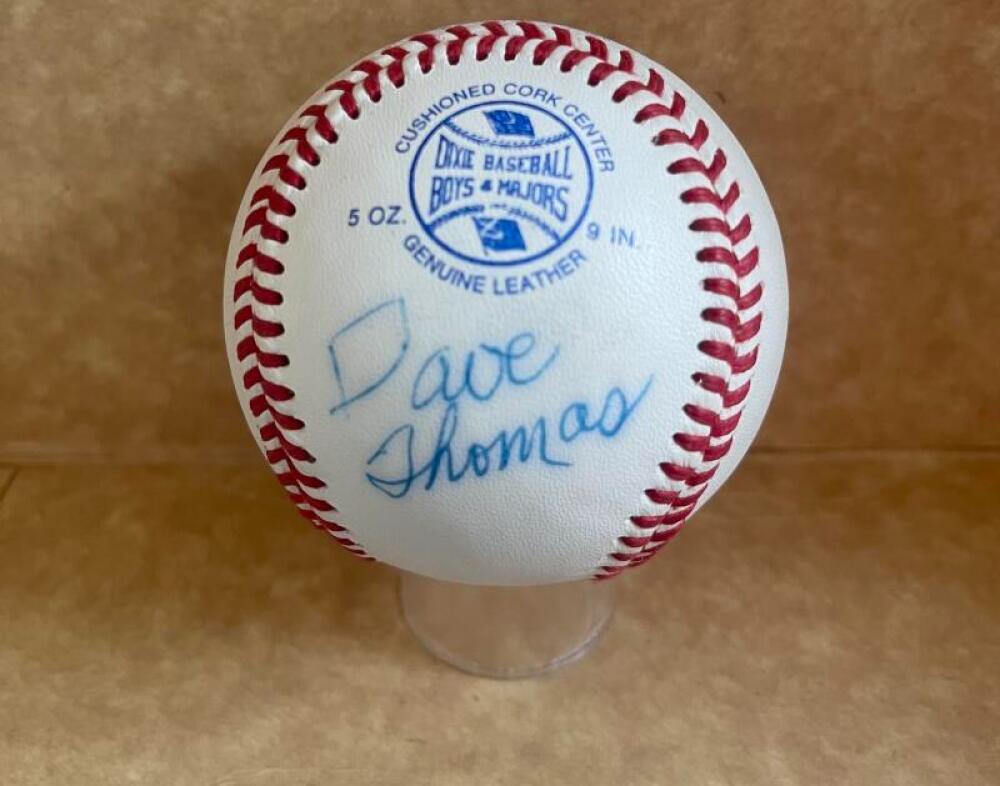 CUSHIONED CORK CENTER
DIXIE BASEBALL
BOYS & MAJORS
5 OZ.
9 IN.
GENUINE LEATHER
Dave
Thomas